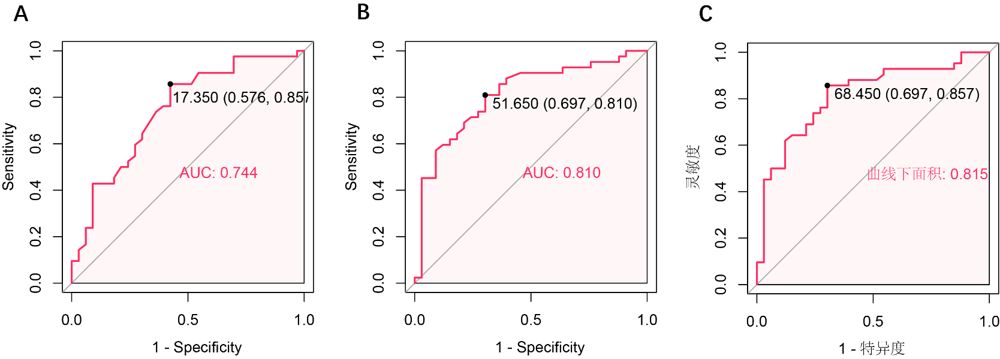 A
Sensitivity
1.0
0.8
0.6
0.4
0.2
0.0
17.350 (0.576, 0.857
AUC: 0.744
0.0 0.5 1.0
1 - Specificity
B
Sensitivity
1.0
0.8
0.6
0.4
0.2
0.0
51.650 (0.697, 0.810)
AUC: 0.810
0.0 0.5 1.0
1 - Specificity
C
灵敏度
1.0
0.8
0.6
0.4
0.2
0.0
68.450 (0.697, 0.857)
曲线下面积: 0.815
0.0 0.5 1.0
1 - 特异度